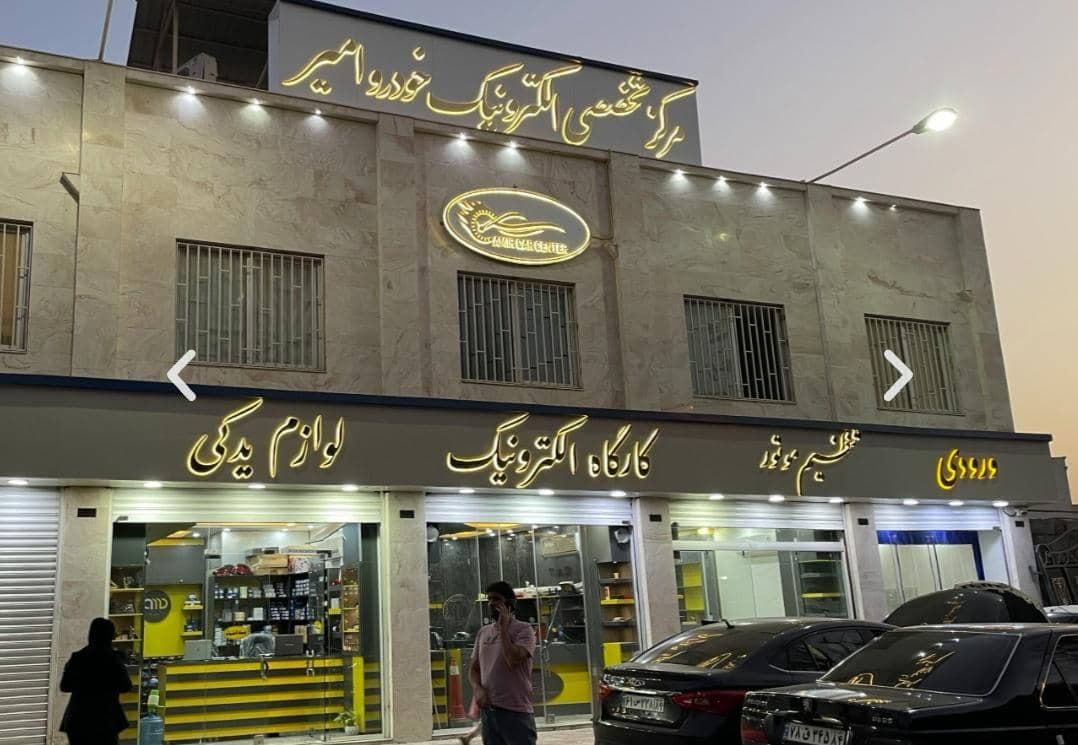 مرکز تخصصی الکترونیک خودرو امیر
AMIR CAR CENTER
ورودی
تنظیم موتور
کارگاه الکترونیک
لوازم یدکی